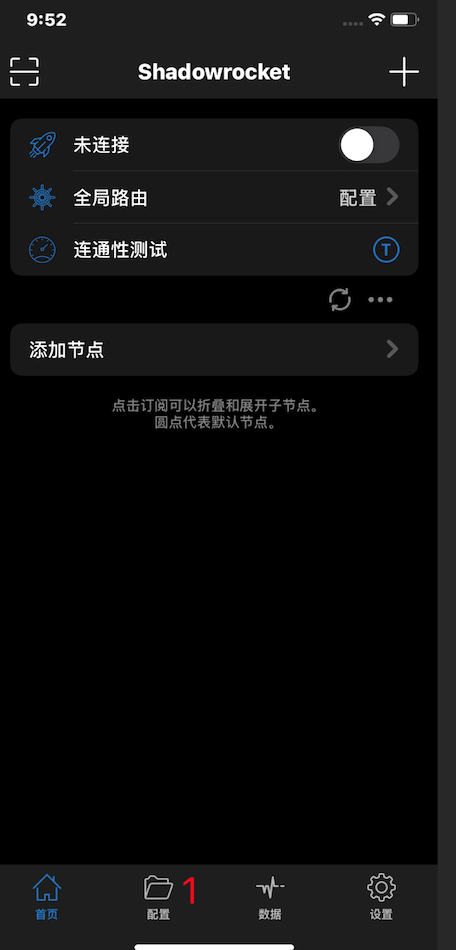 9:52
Shadowrocket
未连接
全局路由 配置
连通性测试 T
添加节点
点击订阅可以折叠和展开子节点。
圆点代表默认节点。
1
首页 配置 数据 设置